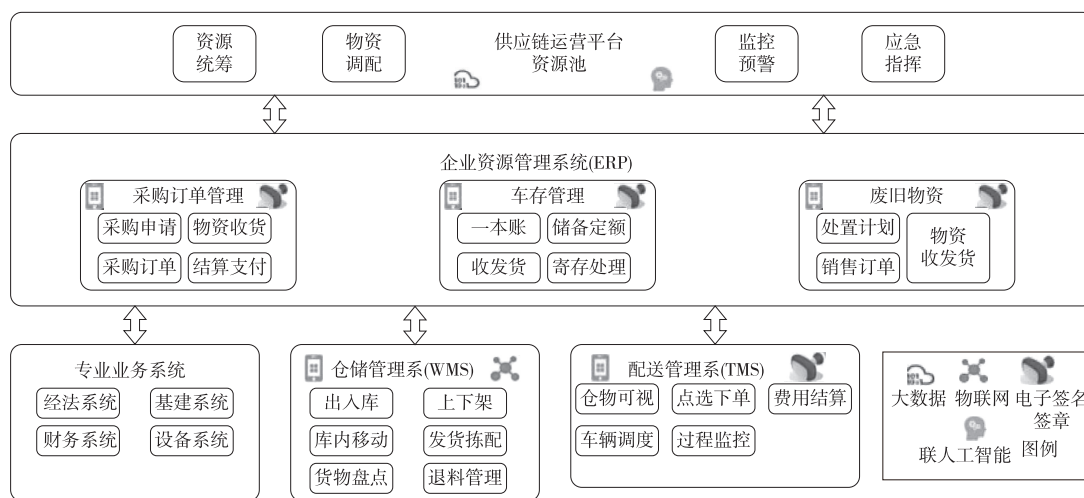 资源
统筹
物资
调配
供应链运营平台
资源池
监控
预警
应急
指挥
企业资源管理系统(ERP)
采购订单管理
采购申请
物资收货
采购订单
结算支付
车存管理
一本账
储备定额
收发货
寄存处理
废旧物资
处置计划
销售订单
物资
收发货
专业业务系统
经法系统
基建系统
财务系统
设备系统
仓储管理系(WMS)
出入库
上下架
库内移动
发货拣配
货物盘点
退料管理
配送管理系(TMS)
仓物可视
点选下单
费用结算
车辆调度
过程监控
大数据
物联网
电子签名
签章
联人工智能
图例